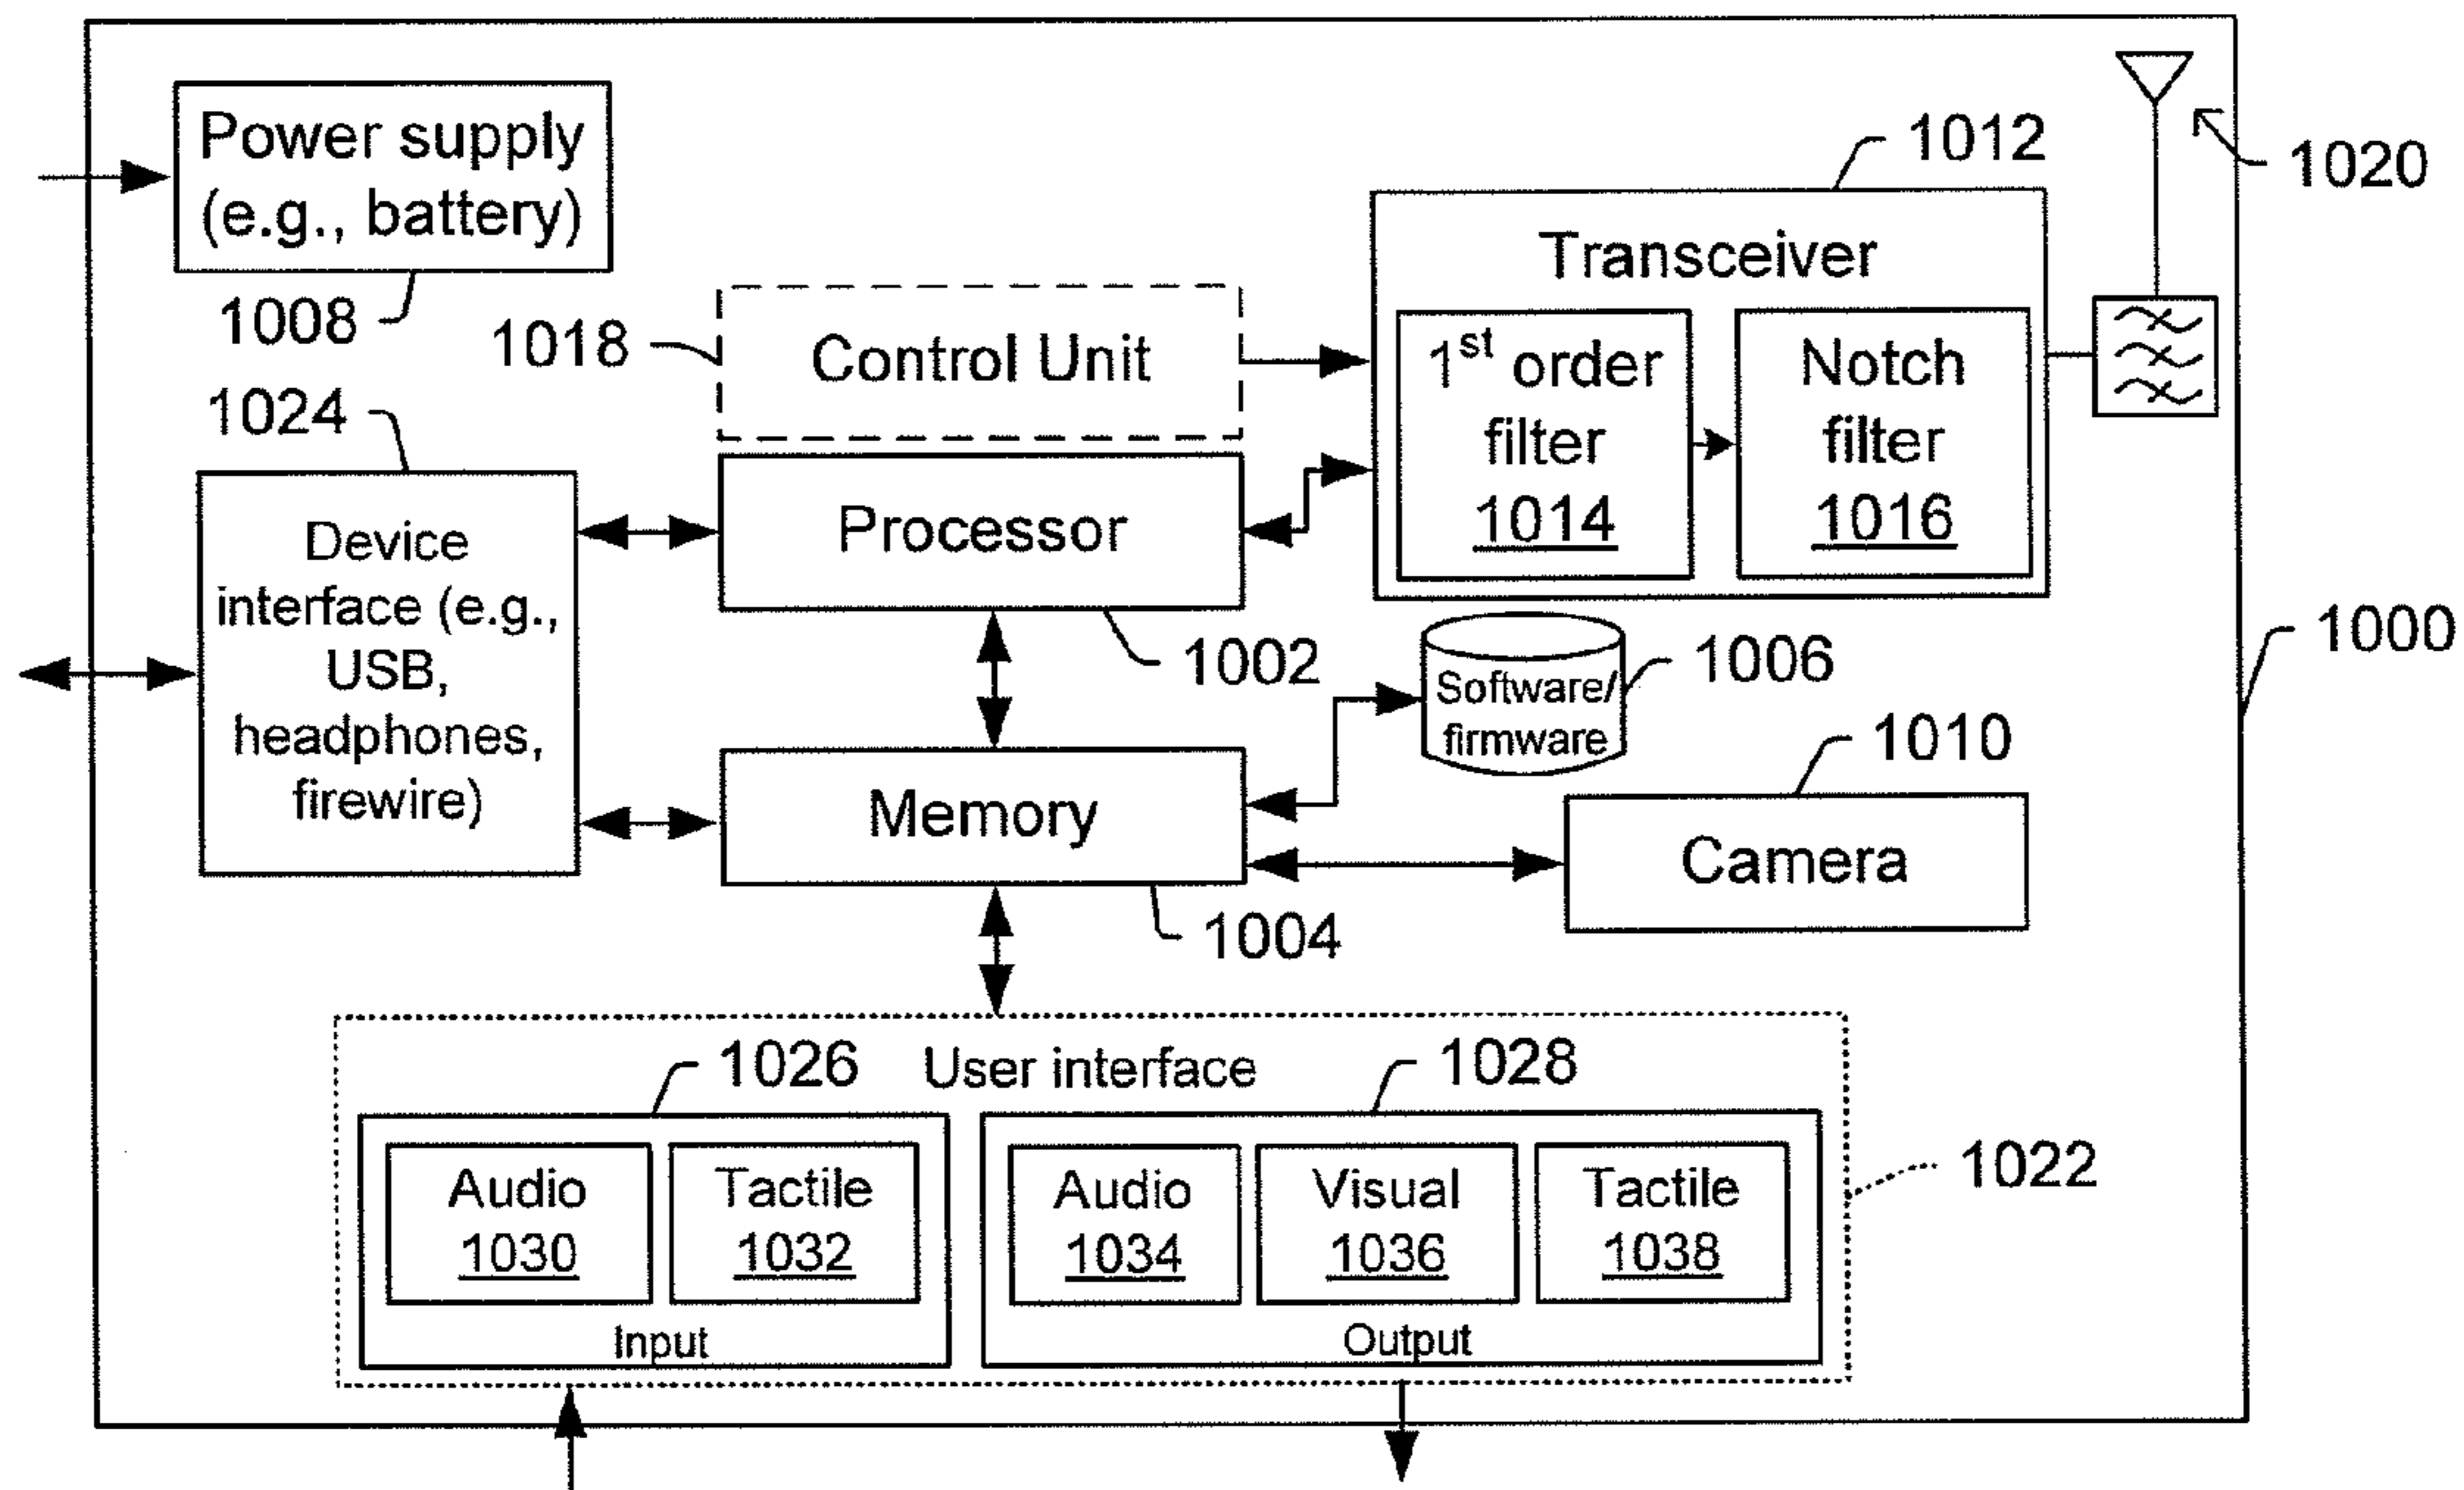 Power supply
(e.g., battery)
1008
1012
1020
Transceiver
1st order
filter
1014
Notch
filter
1016
1018
Control Unit
1024
Device
interface (e.g.,
USB,
headphones,
firewire)
Processor
1002
Software/
firmware
1006
1000
1010
Memory
1004
Camera
1026
User interface
1028
Audio
1030
Tactile
1032
Input
Audio
1034
Visual
1036
Tactile
1038
Output
1022